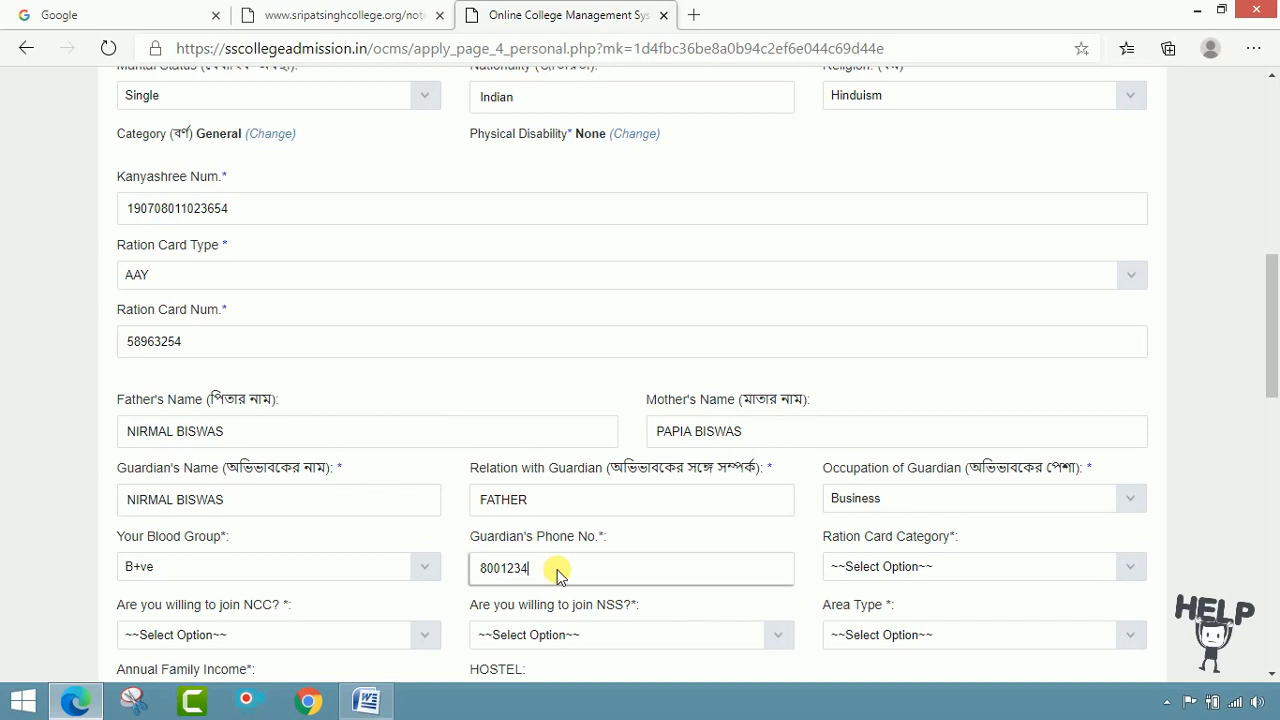 Google
www.sripatsinghcollege.org/not
Online College Management Sys
https://sscollegeadmission.in/ocms/apply_page_4_personal.php?mk=1d4fbc36be8a0b94c2ef6e044c69d44e
Single
Indian
Hinduism
Category (বর্ণ) General (Change)
Physical Disability* None (Change)
Kanyashree Num.*
190708011023654
Ration Card Type *
AAY
Ration Card Num.*
58963254
Father's Name (পিতার নাম):
Mother's Name (মাতার নাম):
NIRMAL BISWAS
PAPIA BISWAS
Guardian's Name (অভিভাবকের নাম): *
Relation with Guardian (অভিভাবকের সঙ্গে সম্পর্ক): *
Occupation of Guardian (অভিভাবকের পেশা): *
NIRMAL BISWAS
FATHER
Business
Your Blood Group*:
Guardian's Phone No.*:
Ration Card Category*:
B+ve
8001234
~~Select Option~~
Are you willing to join NCC? *:
Are you willing to join NSS?*:
Area Type *:
~~Select Option~~
~~Select Option~~
~~Select Option~~
Annual Family Income*:
HOSTEL:
HELP